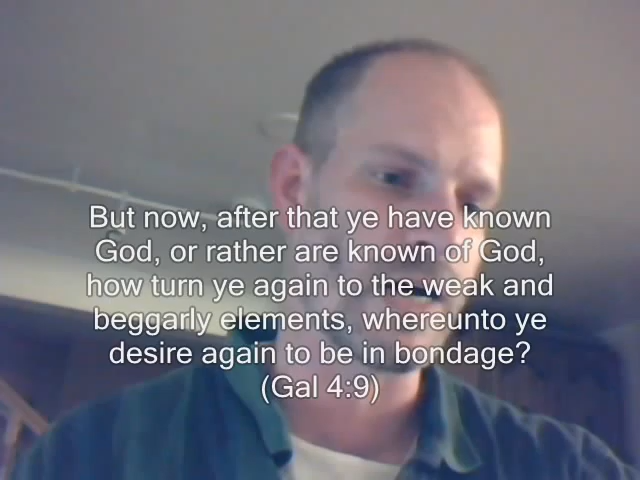 But now, after that ye have known
God, or rather are known of God,
how turn ye again to the weak and
beggarly elements, whereunto ye
desire again to be in bondage?
(Gal 4:9)